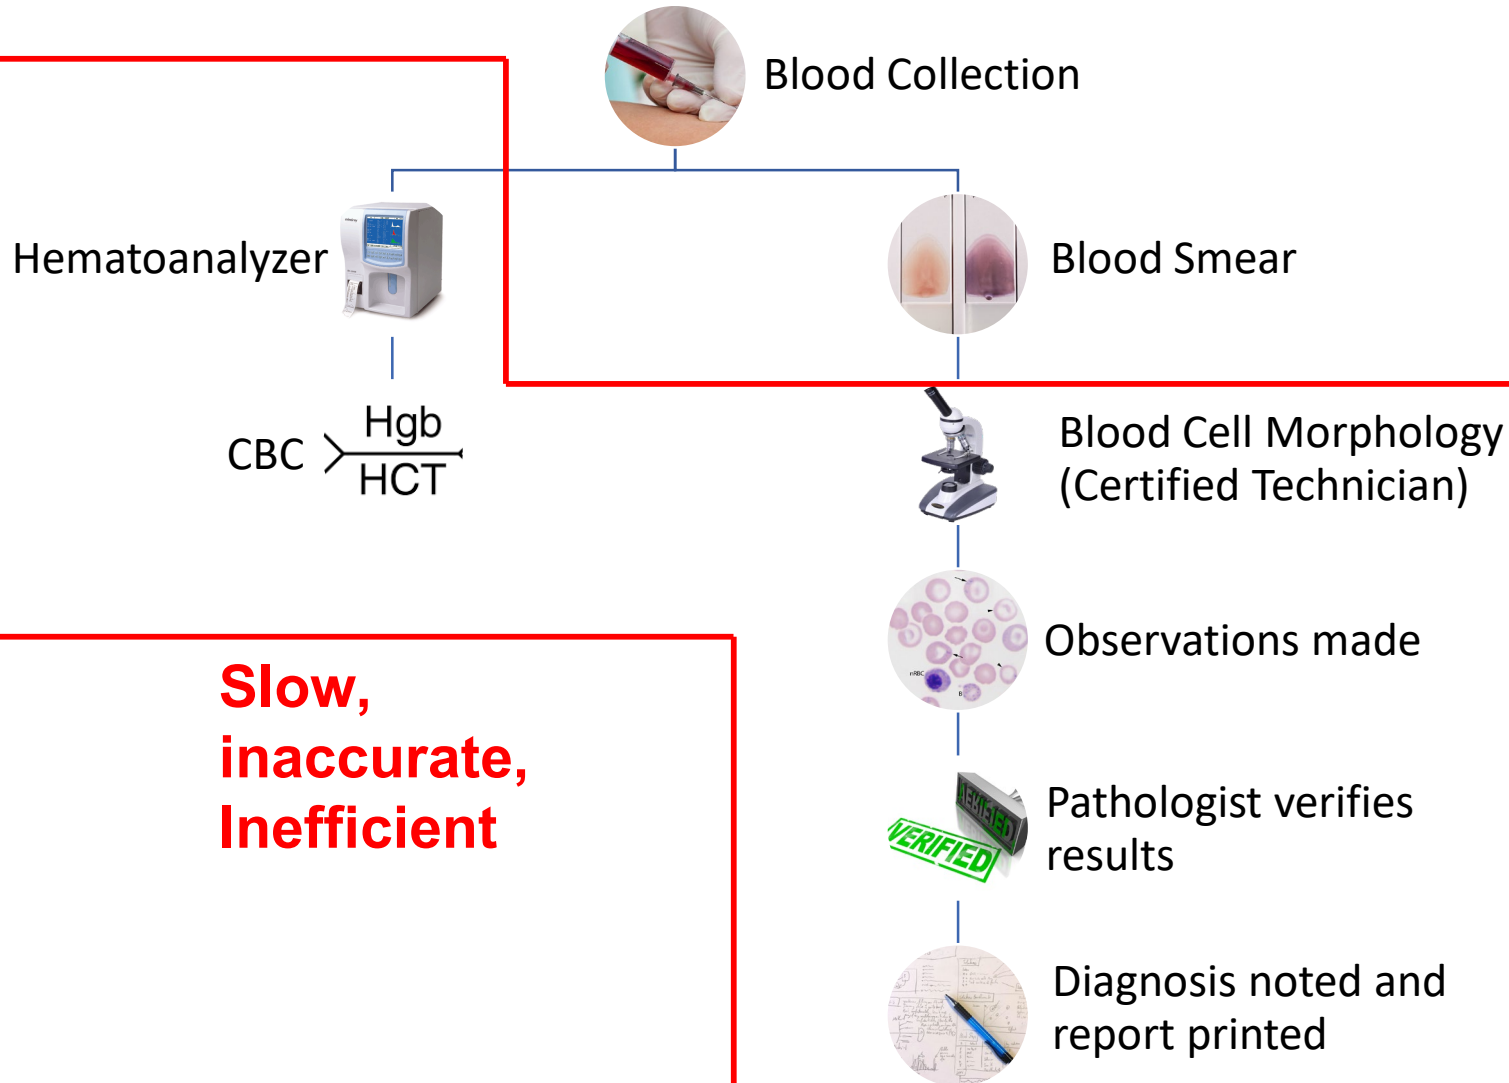 Blood Collection
Hematoanalyzer
Blood Smear
CBC
Hgb
HCT
Blood Cell Morphology
(Certified Technician)
nRBC
B
Observations made
Slow,
inaccurate,
Inefficient
VERIFIED
Pathologist verifies
results
Diagnosis noted and
report printed